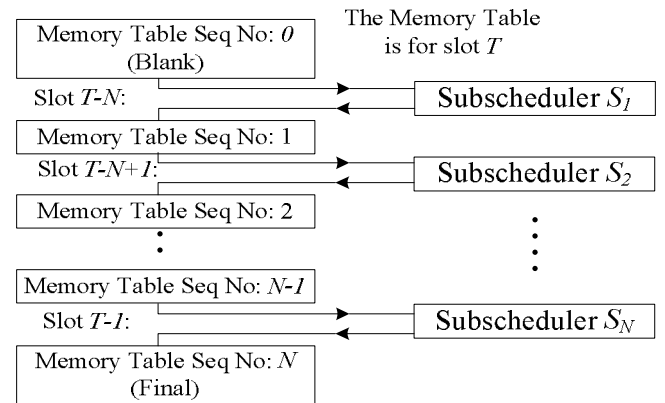 Memory Table Seq No: 0
(Blank)
The Memory Table
is for slot T
Slot T-N:
Subscheduler S1
Memory Table Seq No: 1
Slot T-N+1:
Subscheduler S2
Memory Table Seq No: 2
Memory Table Seq No: N-1
Slot T-1:
Subscheduler SN
Memory Table Seq No: N
(Final)